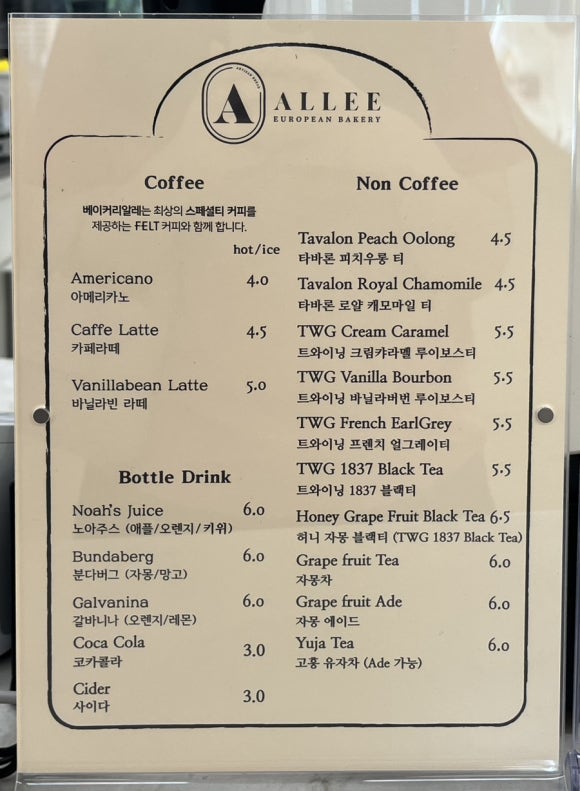 ARTISAN BREAD
A
ALLEE
EUROPEAN BAKERY
Coffee
베이커리알레는 최상의 스페셜티 커피를
제공하는 FELT 커피와 함께 합니다.
hot/ice
Americano 4.0
아메리카노
Caffe Latte 4.5
카페라떼
Vanillabean Latte 5.0
바닐라빈 라떼
Bottle Drink
Noah's Juice 6.0
노아주스 (애플/오렌지/키위)
Bundaberg 6.0
분다버그 (자몽/망고)
Galvanina 6.0
갈바니나 (오렌지/레몬)
Coca Cola 3.0
코카콜라
Cider 3.0
사이다
Non Coffee
Tavalon Peach Oolong 4.5
타바론 피치우롱 티
Tavalon Royal Chamomile 4.5
타바론 로얄 캐모마일 티
TWG Cream Caramel 5.5
트와이닝 크림캬라멜 루이보스티
TWG Vanilla Bourbon 5.5
트와이닝 바닐라버번 루이보스티
TWG French EarlGrey 5.5
트와이닝 프렌치 얼그레이티
TWG 1837 Black Tea 5.5
트와이닝 1837 블랙티
Honey Grape Fruit Black Tea 6.5
허니 자몽 블랙티 (TWG 1837 Black Tea)
Grape fruit Tea 6.0
자몽차
Grape fruit Ade 6.0
자몽 에이드
Yuja Tea 6.0
고흥 유자차 (Ade 가능)